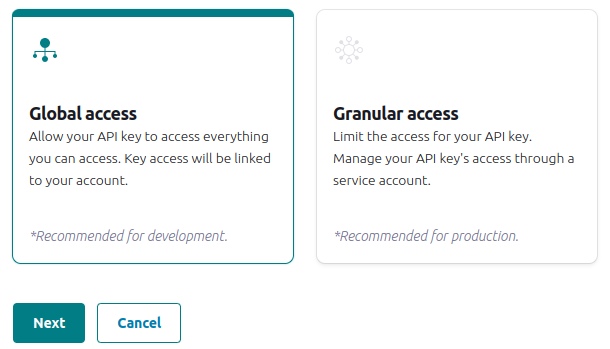 Global access
Allow your API key to access everything
you can access. Key access will be linked
to your account.
*Recommended for development.
Granular access
Limit the access for your API key.
Manage your API key's access through a
service account.
*Recommended for production.
Next
Cancel